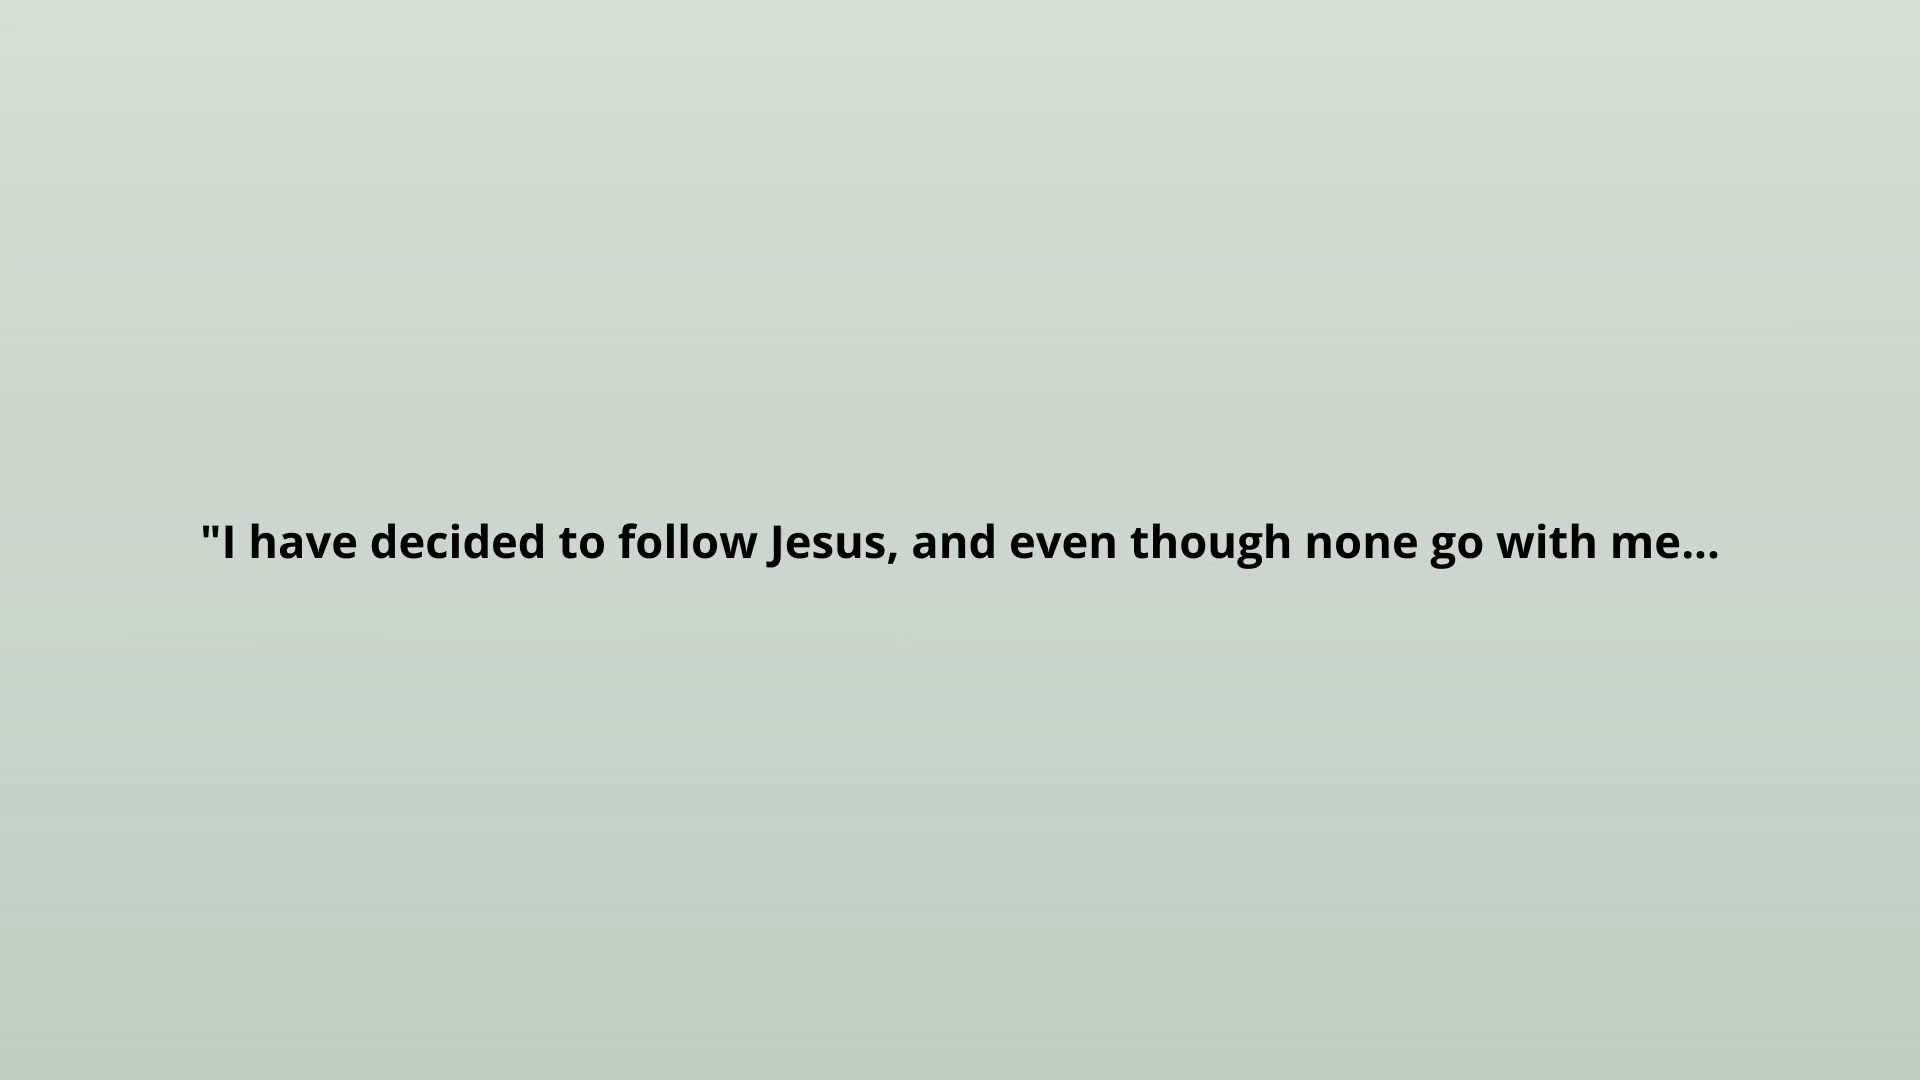 "I have decided to follow Jesus, and even though none go with me...